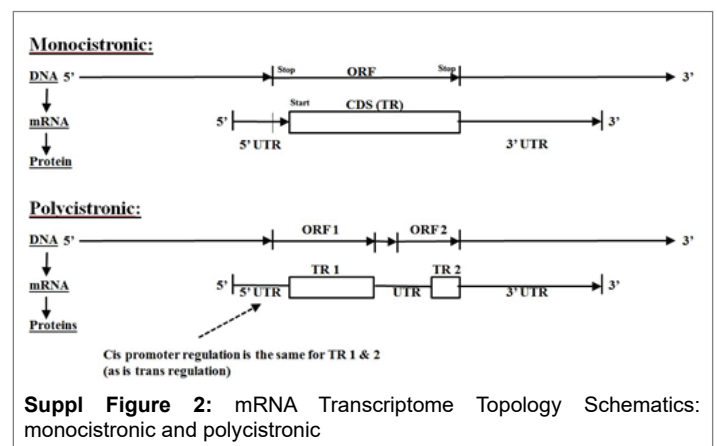 Monocistronic:
Stop ORF Stop
DNA 5' 3'
Start CDS (TR)
mRNA 5' 3'
5' UTR 3' UTR
Protein
Polycistronic:
ORF 1 ORF 2
DNA 5' 3'
TR 1 TR 2
mRNA 5' 5' UTR UTR 3' UTR 3'
Proteins
Cis promoter regulation is the same for TR 1 & 2
(as is trans regulation)
Suppl Figure 2: mRNA Transcriptome Topology Schematics:
monocistronic and polycistronic